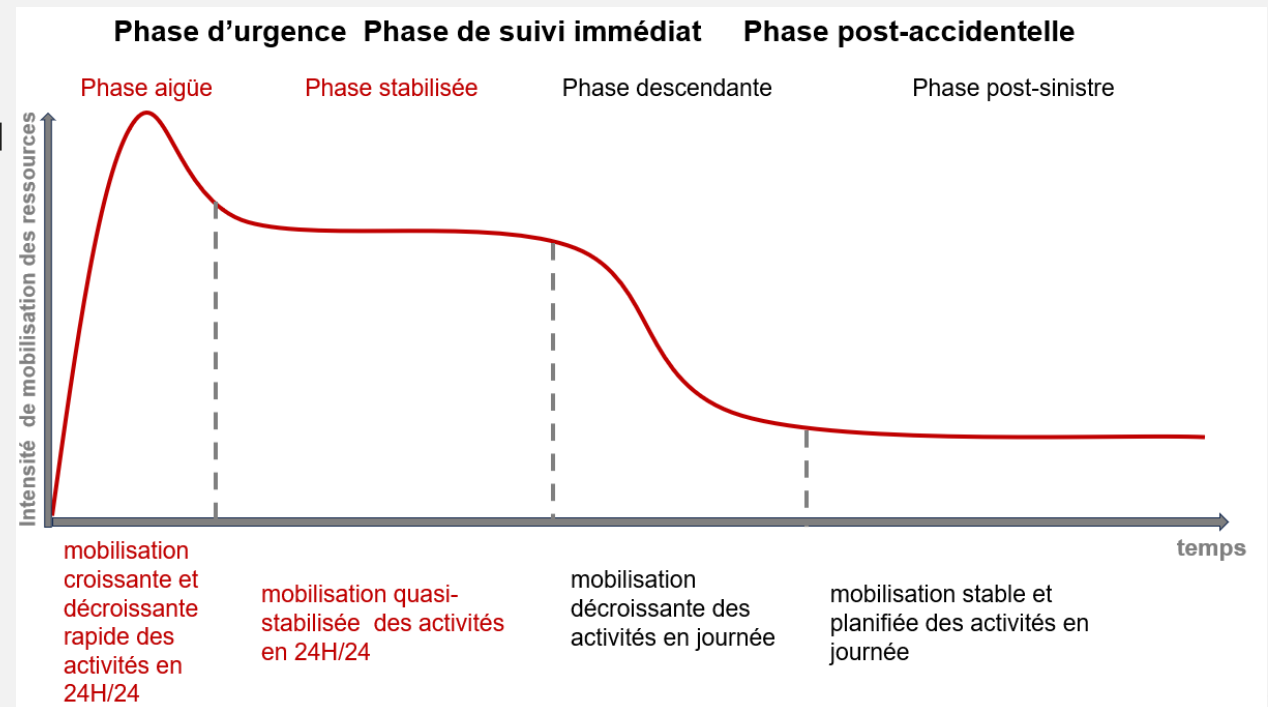 Phase d’urgence Phase de suivi immédiat Phase post-accidentelle
Phase aigüe Phase stabilisée Phase descendante Phase post-sinistre
Intensité de mobilisation des ressources
temps
mobilisation
croissante et
décroissante
rapide des
activités en
24H/24
mobilisation quasi-
stabilisée des activités
en 24H/24
mobilisation
décroissante des
activités en journée
mobilisation stable et
planifiée des activités en
journée